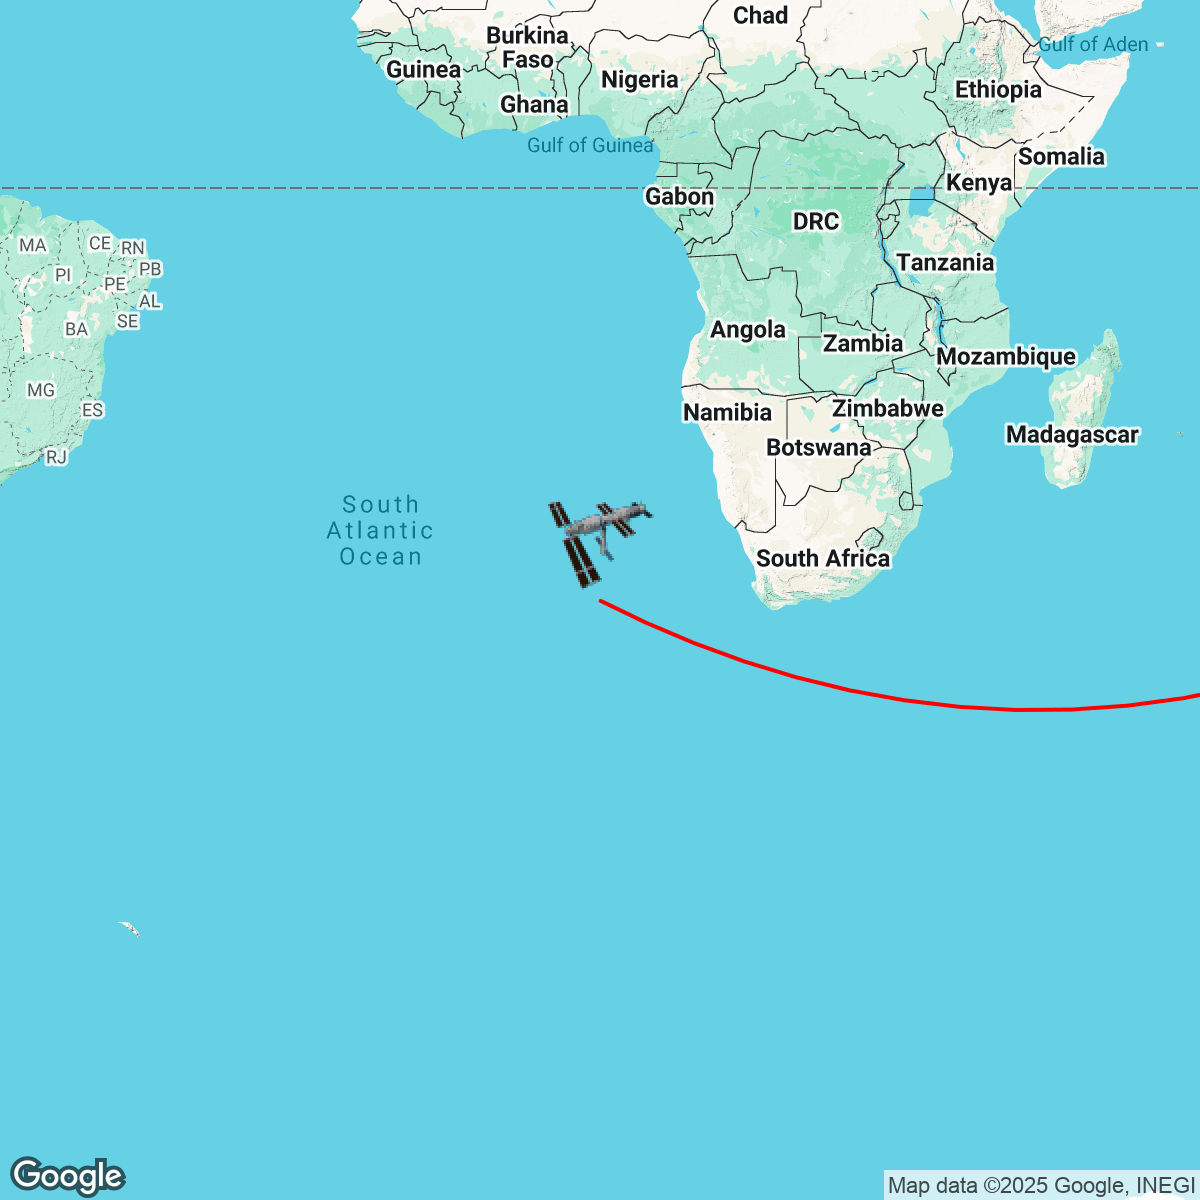 Chad
Burkina
Faso
Gulf of Aden
Guinea
Nigeria
Ethiopia
Ghana
Gulf of Guinea
Somalia
Kenya
Gabon
DRC
MA
CE
RN
PI
PB
PE
AL
Tanzania
SE
BA
Angola
Zambia
Mozambique
MG
ES
Namibia
Zimbabwe
Botswana
Madagascar
RJ
South
Atlantic
Ocean
South Africa
Google
Map data ©2025 Google, INEGI